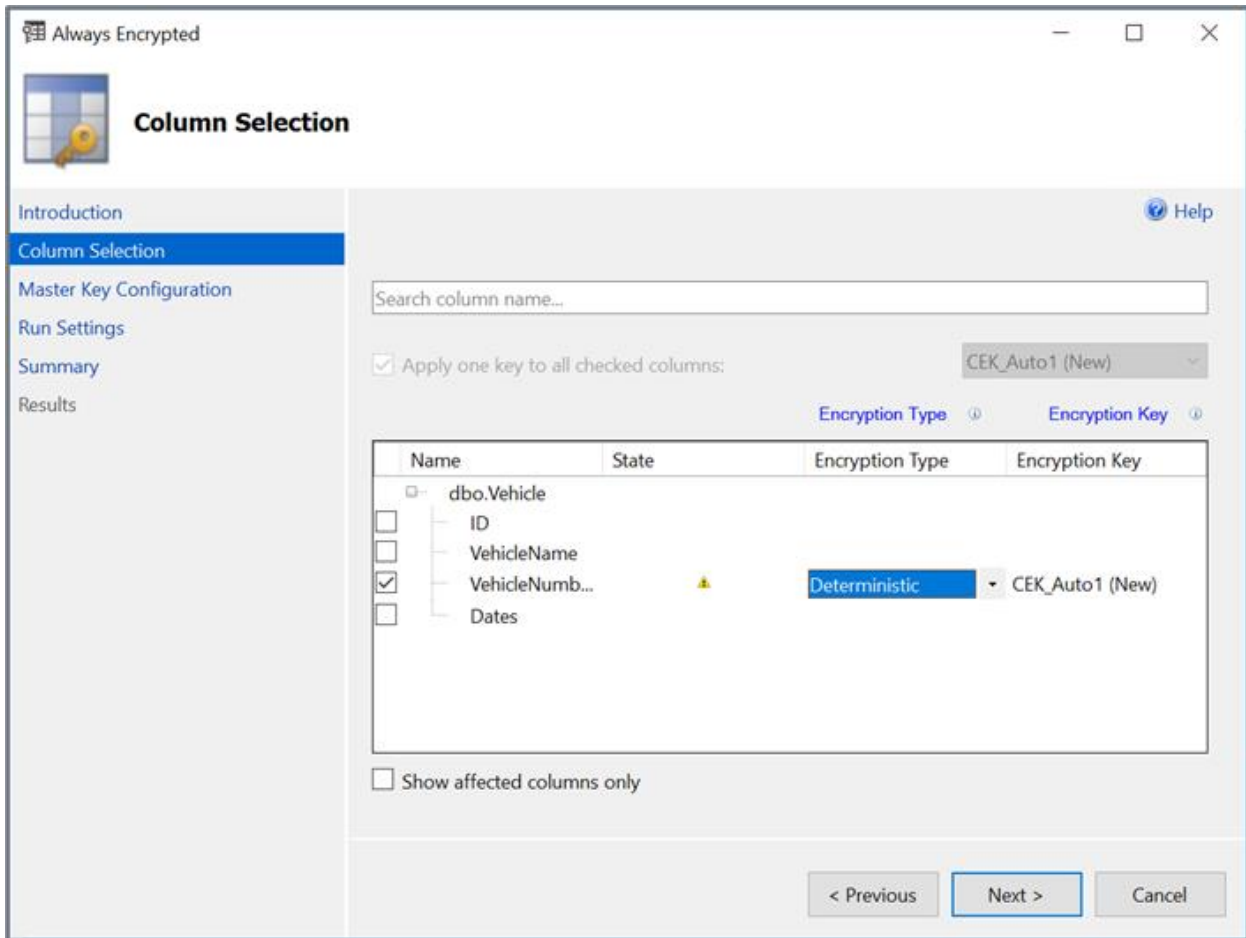 Always Encrypted
Column Selection
Introduction
Column Selection
Master Key Configuration
Run Settings
Summary
Results
Help
Search column name...
Apply one key to all checked columns: CEK_Auto1 (New)
Encryption Type Encryption Key
Name State Encryption Type Encryption Key
dbo.Vehicle
ID
VehicleName
VehicleNumb... Deterministic CEK_Auto1 (New)
Dates
Show affected columns only
< Previous Next > Cancel